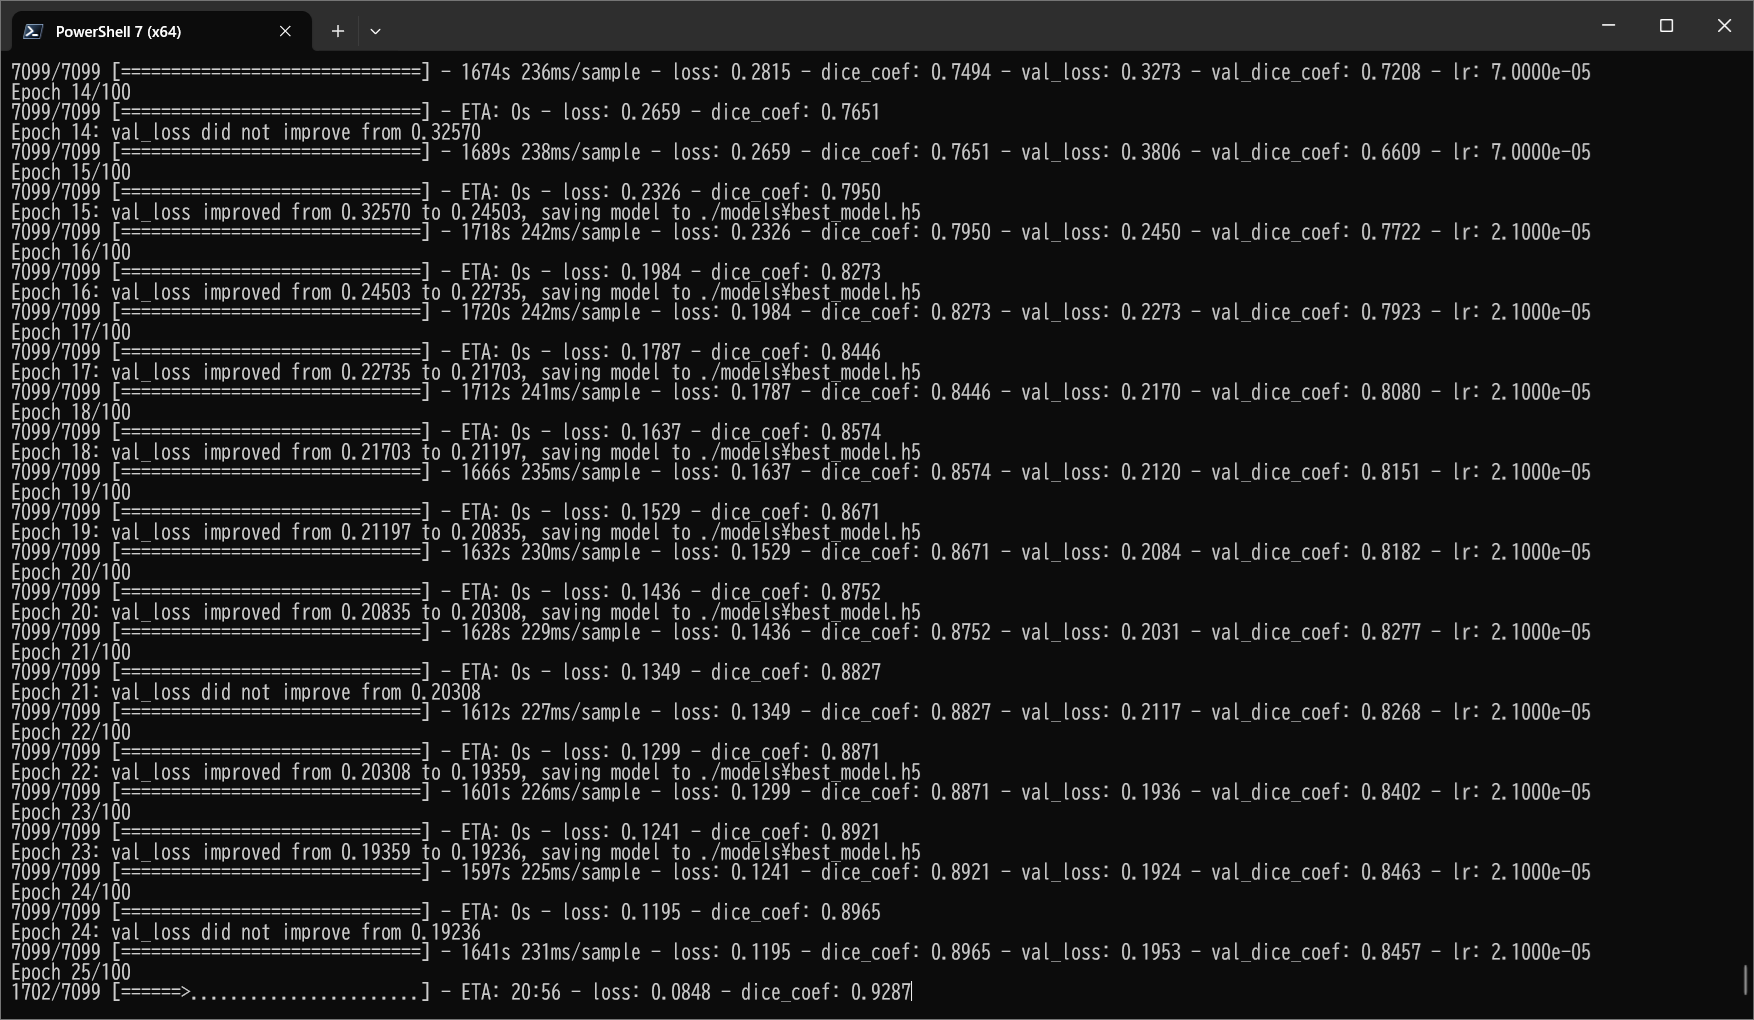 PowerShell 7 (x64)
7099/7099 [==============================] - 1674s 236ms/sample - loss: 0.2815 - dice_coef: 0.7494 - val_loss: 0.3273 - val_dice_coef: 0.7208 - lr: 7.0000e-05
Epoch 14/100
7099/7099 [==============================] - ETA: 0s - loss: 0.2659 - dice_coef: 0.7651
Epoch 14: val_loss did not improve from 0.32570
7099/7099 [==============================] - 1689s 238ms/sample - loss: 0.2659 - dice_coef: 0.7651 - val_loss: 0.3806 - val_dice_coef: 0.6609 - lr: 7.0000e-05
Epoch 15/100
7099/7099 [==============================] - ETA: 0s - loss: 0.2326 - dice_coef: 0.7950
Epoch 15: val_loss improved from 0.32570 to 0.24503, saving model to ./models¥best_model.h5
7099/7099 [==============================] - 1718s 242ms/sample - loss: 0.2326 - dice_coef: 0.7950 - val_loss: 0.2450 - val_dice_coef: 0.7722 - lr: 2.1000e-05
Epoch 16/100
7099/7099 [==============================] - ETA: 0s - loss: 0.1984 - dice_coef: 0.8273
Epoch 16: val_loss improved from 0.24503 to 0.22735, saving model to ./models¥best_model.h5
7099/7099 [==============================] - 1720s 242ms/sample - loss: 0.1984 - dice_coef: 0.8273 - val_loss: 0.2273 - val_dice_coef: 0.7923 - lr: 2.1000e-05
Epoch 17/100
7099/7099 [==============================] - ETA: 0s - loss: 0.1787 - dice_coef: 0.8446
Epoch 17: val_loss improved from 0.22735 to 0.21703, saving model to ./models¥best_model.h5
7099/7099 [==============================] - 1712s 241ms/sample - loss: 0.1787 - dice_coef: 0.8446 - val_loss: 0.2170 - val_dice_coef: 0.8080 - lr: 2.1000e-05
Epoch 18/100
7099/7099 [==============================] - ETA: 0s - loss: 0.1637 - dice_coef: 0.8574
Epoch 18: val_loss improved from 0.21703 to 0.21197, saving model to ./models¥best_model.h5
7099/7099 [==============================] - 1666s 235ms/sample - loss: 0.1637 - dice_coef: 0.8574 - val_loss: 0.2120 - val_dice_coef: 0.8151 - lr: 2.1000e-05
Epoch 19/100
7099/7099 [==============================] - ETA: 0s - loss: 0.1529 - dice_coef: 0.8671
Epoch 19: val_loss improved from 0.21197 to 0.20835, saving model to ./models¥best_model.h5
7099/7099 [==============================] - 1632s 230ms/sample - loss: 0.1529 - dice_coef: 0.8671 - val_loss: 0.2084 - val_dice_coef: 0.8182 - lr: 2.1000e-05
Epoch 20/100
7099/7099 [==============================] - ETA: 0s - loss: 0.1436 - dice_coef: 0.8752
Epoch 20: val_loss improved from 0.20835 to 0.20308, saving model to ./models¥best_model.h5
7099/7099 [==============================] - 1628s 229ms/sample - loss: 0.1436 - dice_coef: 0.8752 - val_loss: 0.2031 - val_dice_coef: 0.8277 - lr: 2.1000e-05
Epoch 21/100
7099/7099 [==============================] - ETA: 0s - loss: 0.1349 - dice_coef: 0.8827
Epoch 21: val_loss did not improve from 0.20308
7099/7099 [==============================] - 1612s 227ms/sample - loss: 0.1349 - dice_coef: 0.8827 - val_loss: 0.2117 - val_dice_coef: 0.8268 - lr: 2.1000e-05
Epoch 22/100
7099/7099 [==============================] - ETA: 0s - loss: 0.1299 - dice_coef: 0.8871
Epoch 22: val_loss improved from 0.20308 to 0.19359, saving model to ./models¥best_model.h5
7099/7099 [==============================] - 1601s 226ms/sample - loss: 0.1299 - dice_coef: 0.8871 - val_loss: 0.1936 - val_dice_coef: 0.8402 - lr: 2.1000e-05
Epoch 23/100
7099/7099 [==============================] - ETA: 0s - loss: 0.1241 - dice_coef: 0.8921
Epoch 23: val_loss improved from 0.19359 to 0.19236, saving model to ./models¥best_model.h5
7099/7099 [==============================] - 1597s 225ms/sample - loss: 0.1241 - dice_coef: 0.8921 - val_loss: 0.1924 - val_dice_coef: 0.8463 - lr: 2.1000e-05
Epoch 24/100
7099/7099 [==============================] - ETA: 0s - loss: 0.1195 - dice_coef: 0.8965
Epoch 24: val_loss did not improve from 0.19236
7099/7099 [==============================] - 1641s 231ms/sample - loss: 0.1195 - dice_coef: 0.8965 - val_loss: 0.1953 - val_dice_coef: 0.8457 - lr: 2.1000e-05
Epoch 25/100
1702/7099 [======>.......................] - ETA: 20:56 - loss: 0.0848 - dice_coef: 0.9287